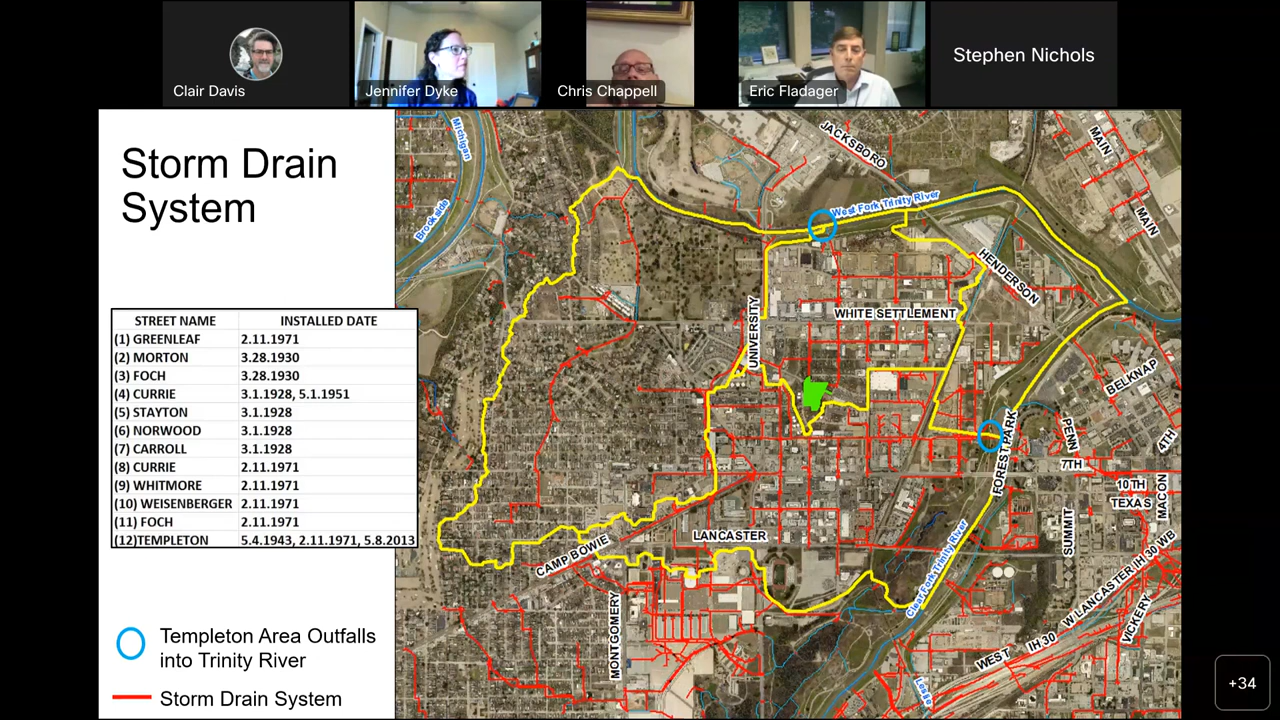 Clair Davis
Jennifer Dyke
Chris Chappell
Eric Fladager
Stephen Nichols
Storm Drain
System
STREET NAME INSTALLED DATE
(1) GREENLEAF 2.11.1971
(2) MORTON 3.28.1930
(3) FOCH 3.28.1930
(4) CURRIE 3.1.1928, 5.1.1951
(5) STAYTON 3.1.1928
(6) NORWOOD 3.1.1928
(7) CARROLL 3.1.1928
(8) CURRIE 2.11.1971
(9) WHITMORE 2.11.1971
(10) WEISENBERGER 2.11.1971
(11) FOCH 2.11.1971
(12)TEMPLETON 5.4.1943, 2.11.1971, 5.8.2013
Templeton Area Outfalls
into Trinity River
Storm Drain System
Michigan
Brookside
JACKSBORO
MAIN
MAIN
West Fork Trinity River
HENDERSON
UNIVERSITY
WHITE SETTLEMENT
BELKNAP
FOREST PARK
PENN
4TH
7TH
10TH
TEXAS
MACON
SUMMIT
LANCASTER
CAMP BOWIE
Clear Fork Trinity River
MONTGOMERY
WEST
IH 30
W LANCASTER IH 30 WB
VICKERY
Leslie
+34